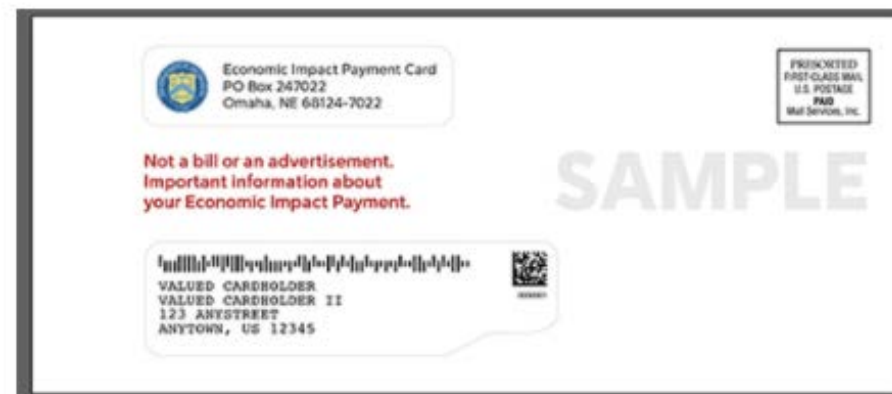 Economic Impact Payment Card
PO Box 247022
Omaha, NE 68124-7022
PRESORTED
FIRST-CLASS MAIL
U.S. POSTAGE
PAID
Mail Services, Inc.
Not a bill or an advertisement.
Important information about
your Economic Impact Payment.
SAMPLE
VALUED CARDHOLDER
VALUED CARDHOLDER II
123 ANYSTREET
ANYTOWN, US 12345